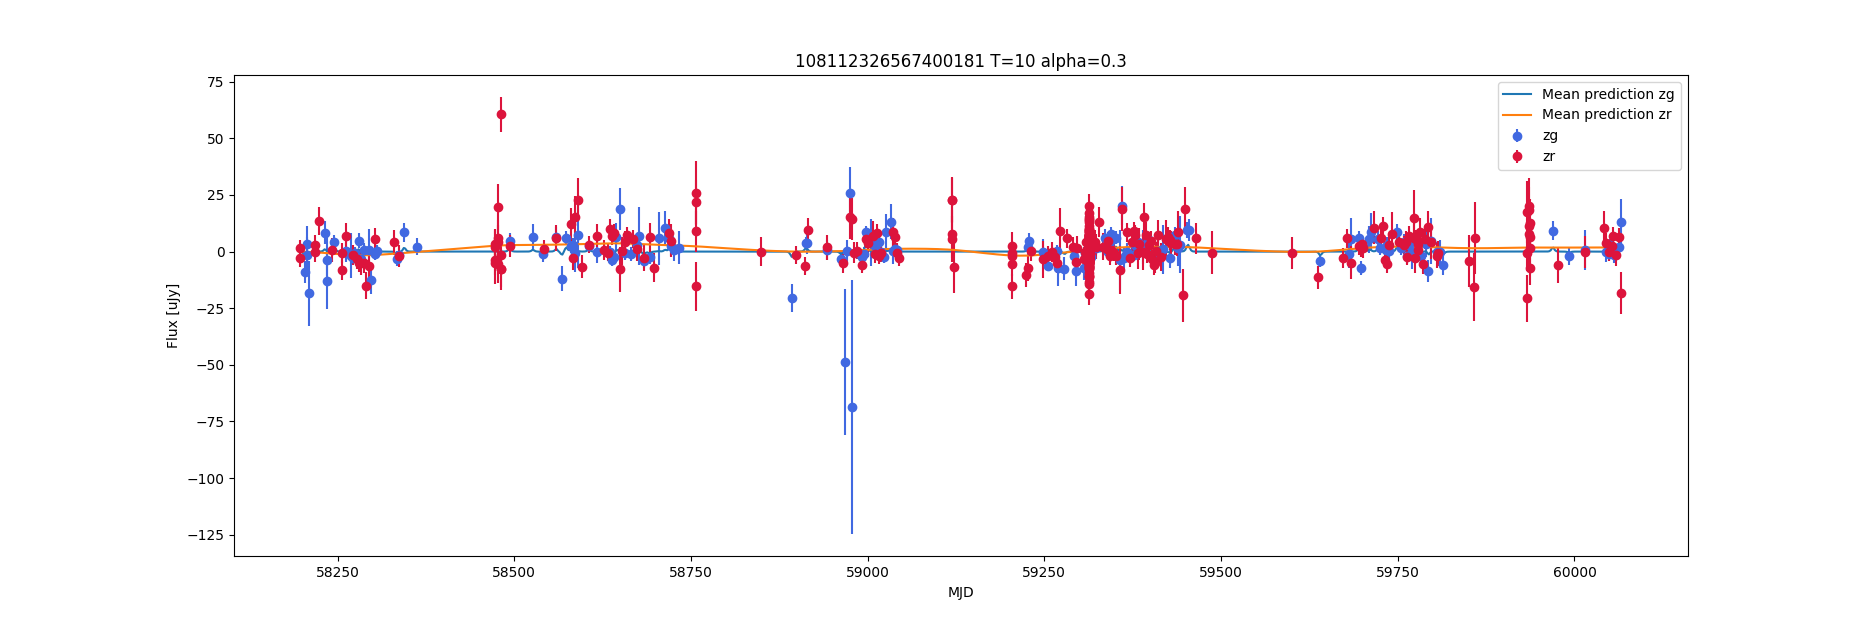 108112326567400181 T=10 alpha=0.3
Mean prediction zg
Mean prediction zr
zg
zr
75
50
25
0
−25
−50
−75
−100
−125
Flux [uJy]
58250
58500
58750
59000
59250
59500
59750
60000
MJD